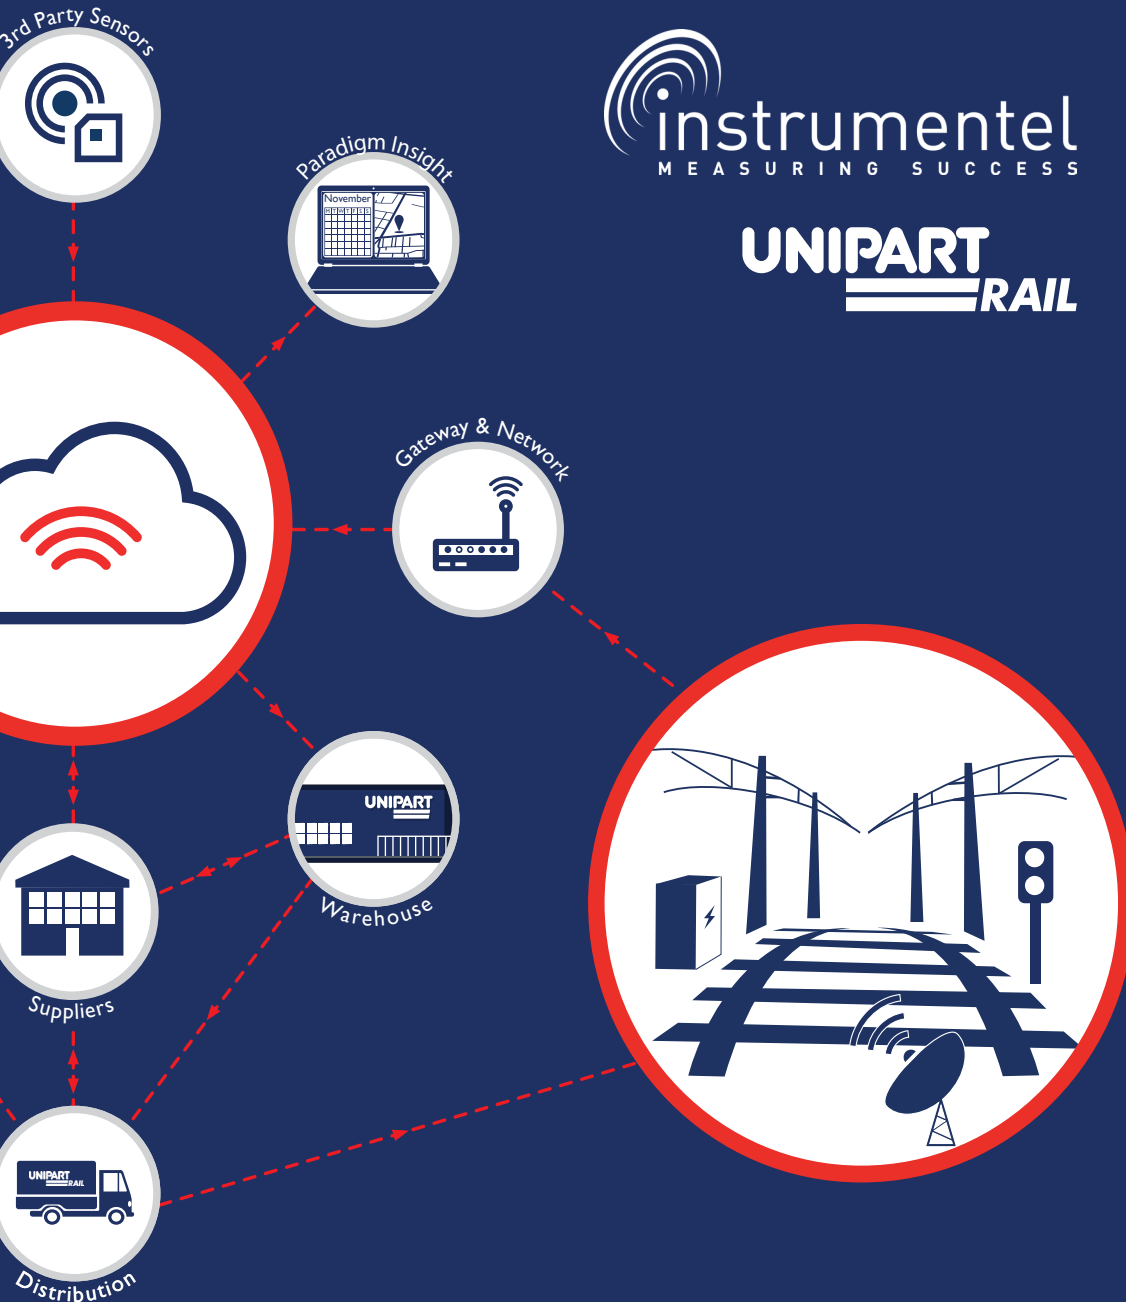 3rd Party Sensors
instrumentel
MEASURING SUCCESS
Paradigm Insight
November
M T W T F S S
UNIPART
RAIL
Gateway & Network
UNIPART
Warehouse
Suppliers
UNIPART
RAIL
Distribution